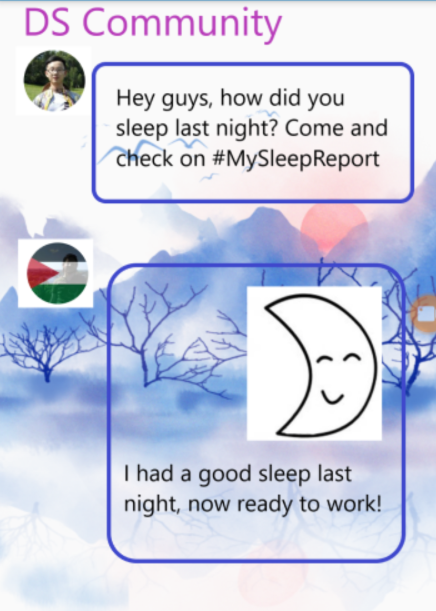 DS Community
Hey guys, how did you
sleep last night? Come and
check on #MySleepReport
I had a good sleep last
night, now ready to work!